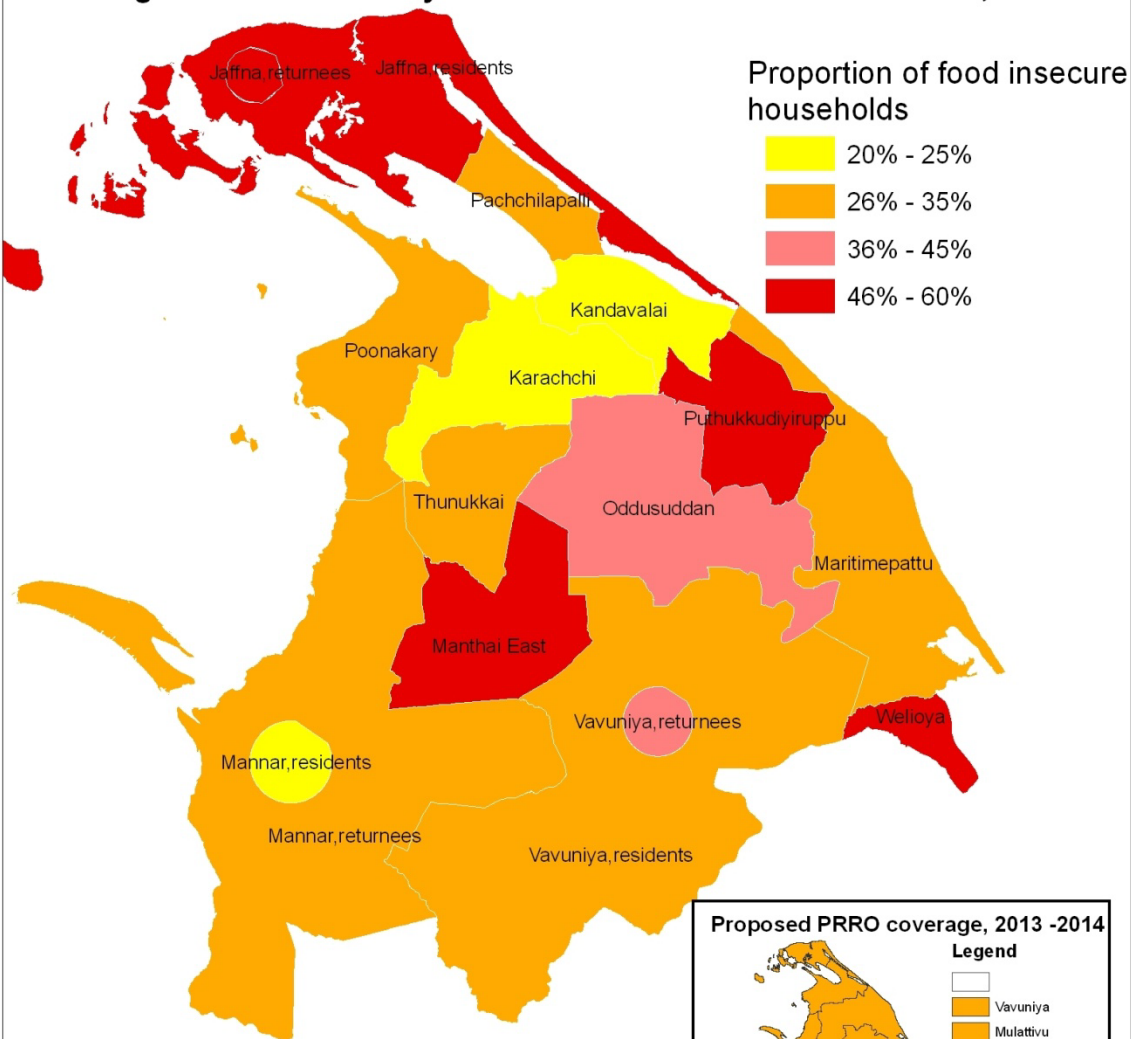 Jaffna,returnees
Jaffna,residents
Proportion of food insecure
households
20% - 25%
26% - 35%
36% - 45%
46% - 60%
Pachchilapalli
Kandavalai
Poonakary
Karachchi
Puthukkudiyiruppu
Thunukkai
Oddusuddan
Maritimepattu
Manthai East
Vavuniya,returnees
Welioya
Mannar,residents
Mannar,returnees
Vavuniya,residents
Proposed PRRO coverage, 2013 -2014
Legend
Vavuniya
Mulattivu